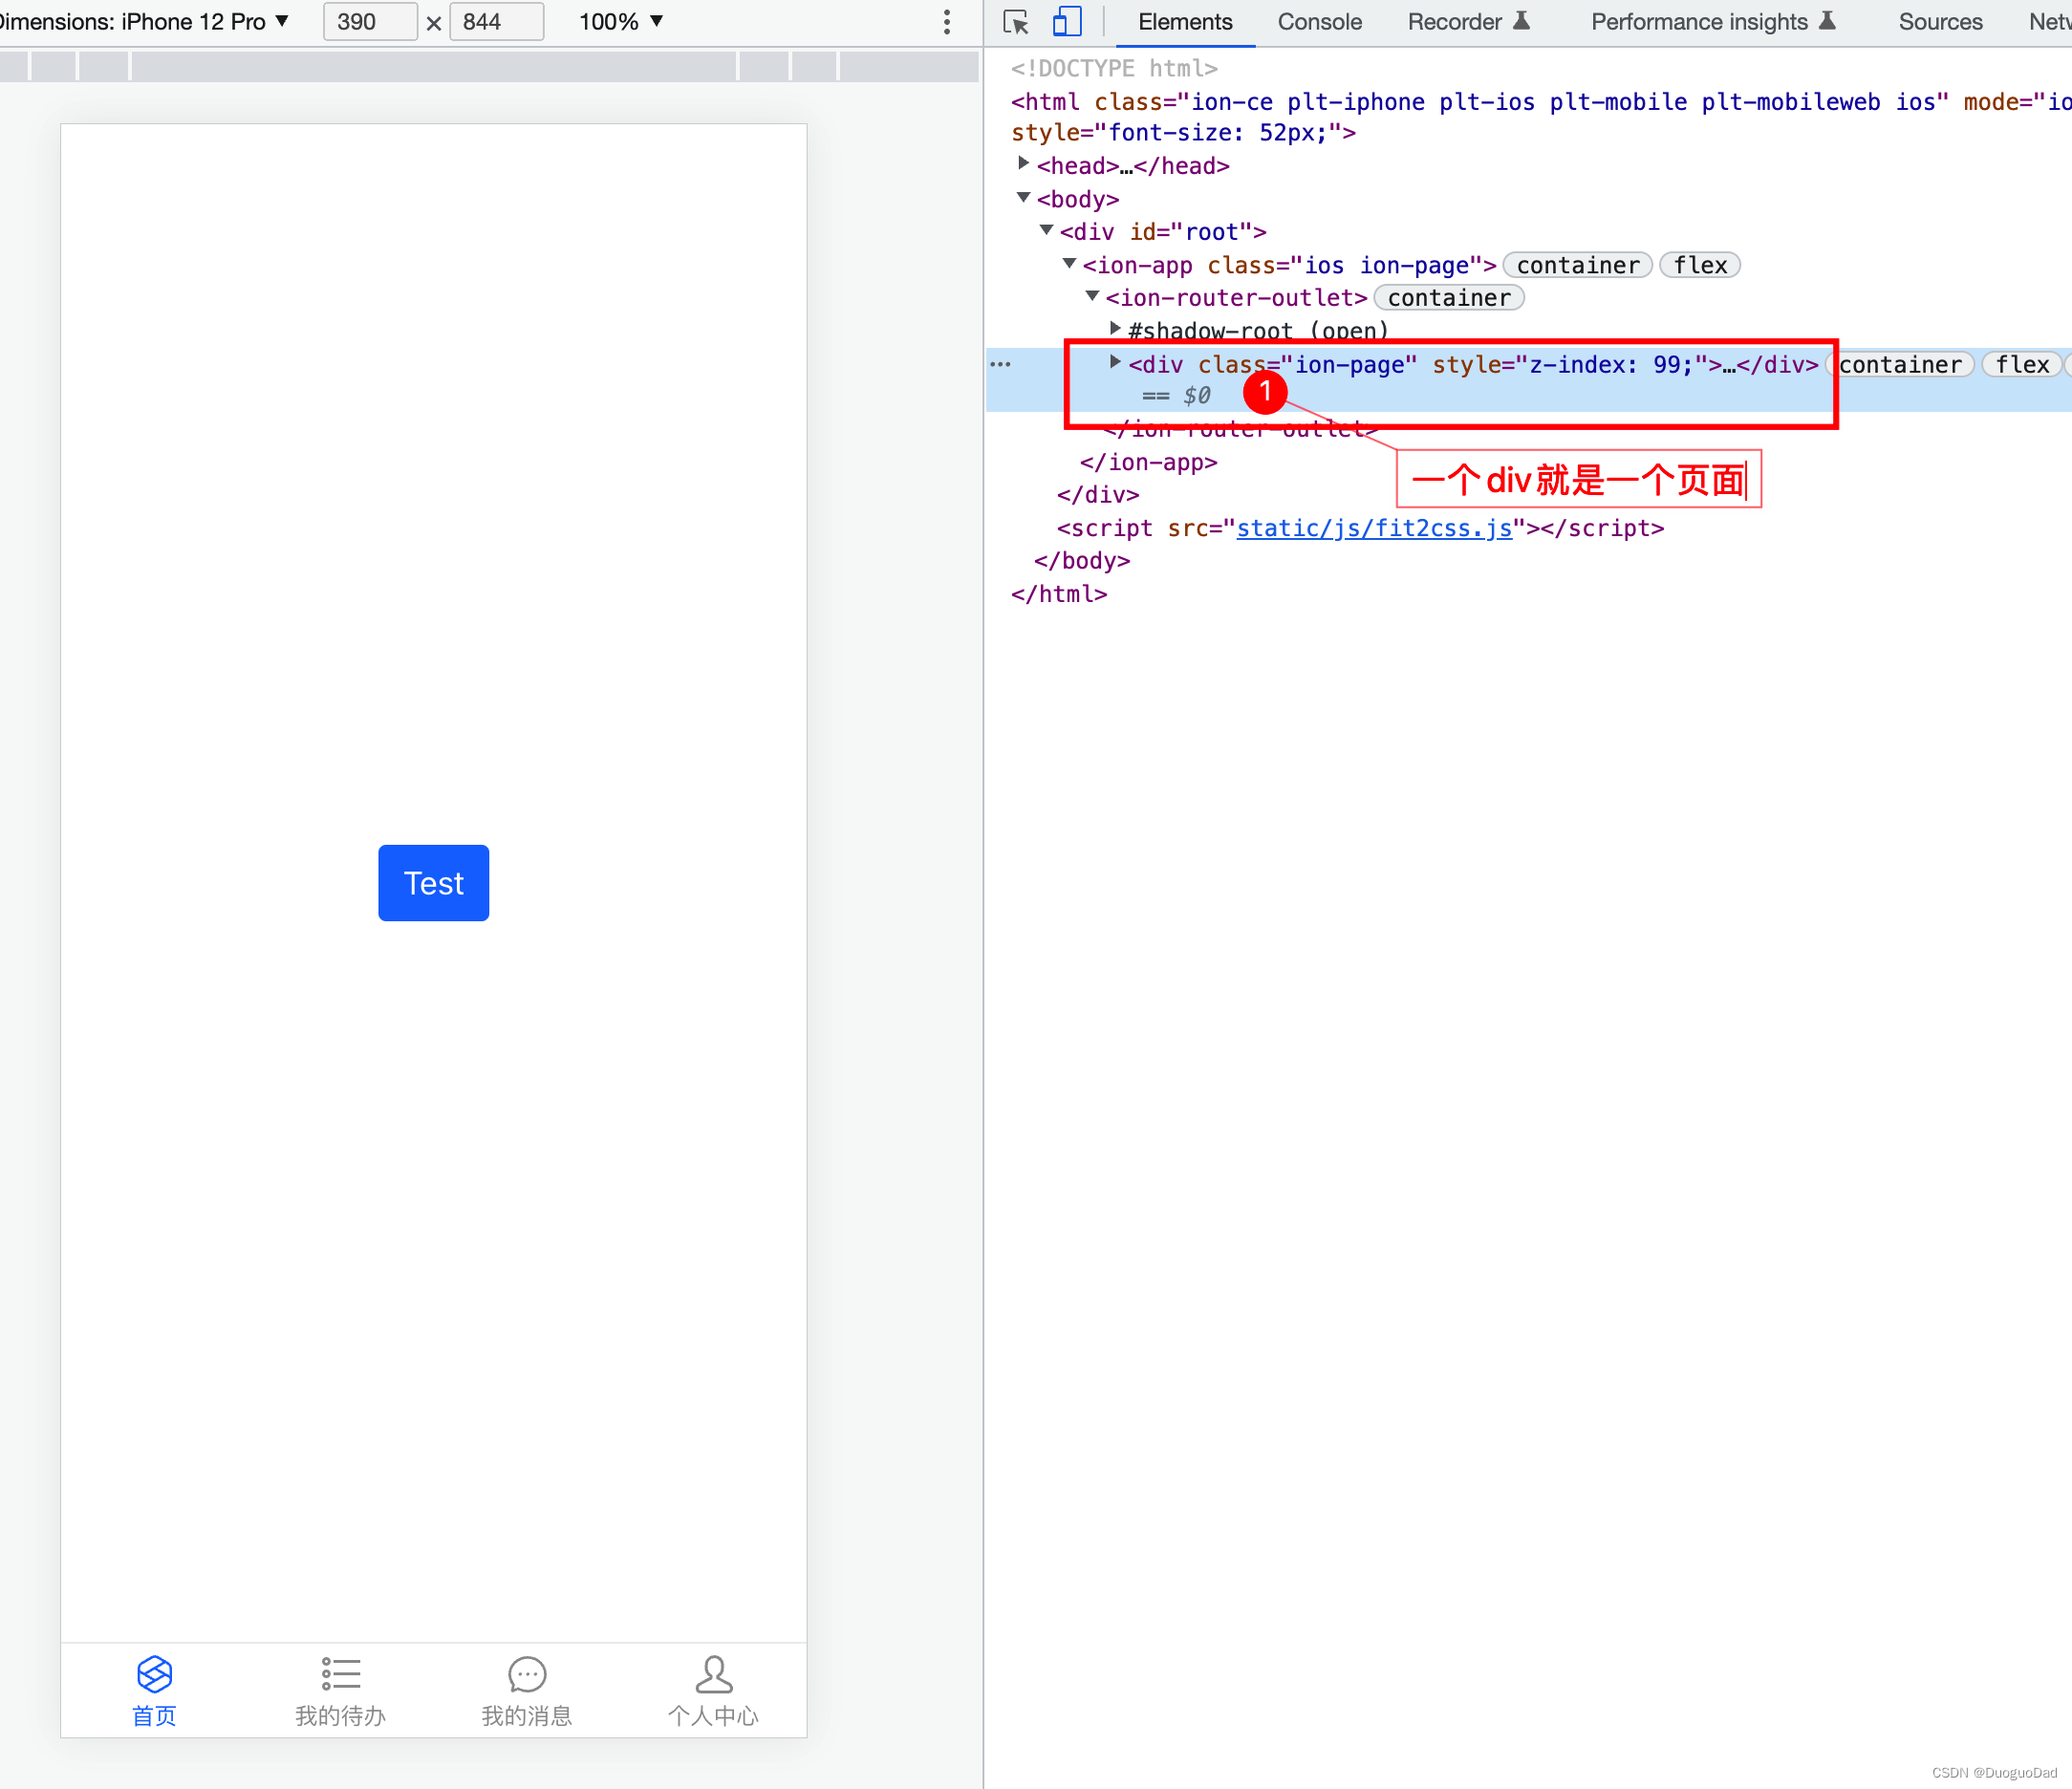 Dimensions: iPhone 12 Pro ▼ 390 × 844 100% ▼
Elements Console Recorder Performance insights Sources Netw
<!DOCTYPE html>
<html class="ion-ce plt-iphone plt-ios plt-mobile plt-mobileweb ios" mode="io
style="font-size: 52px;">
<head>…</head>
<body>
<div id="root">
<ion-app class="ios ion-page"> container flex
<ion-router-outlet> container
#shadow-root (open)
<div class="ion-page" style="z-index: 99;">…</div> container flex
== $0
1
</ion-router-outlet>
</ion-app>
一个div就是一个页面
</div>
<script src="static/js/fit2css.js"></script>
</body>
</html>
Test
首页 我的待办 我的消息 个人中心
CSDN @DuoguoDad